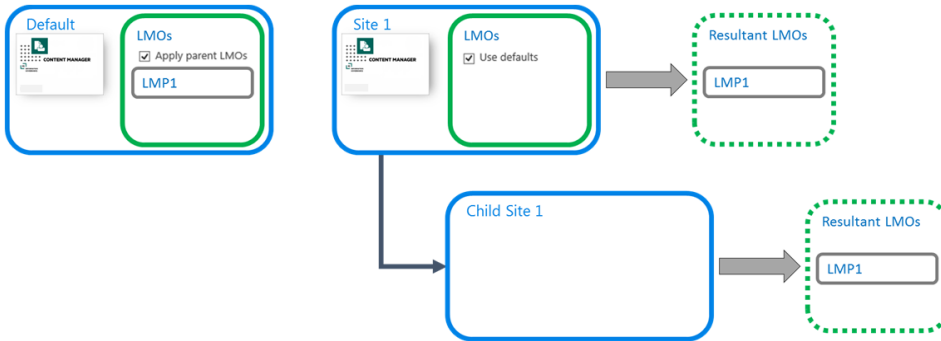 Default
CONTENT MANAGER
LMOs
Apply parent LMOs
LMP1
Site 1
CONTENT MANAGER
LMOs
Use defaults
Resultant LMOs
LMP1
Child Site 1
Resultant LMOs
LMP1